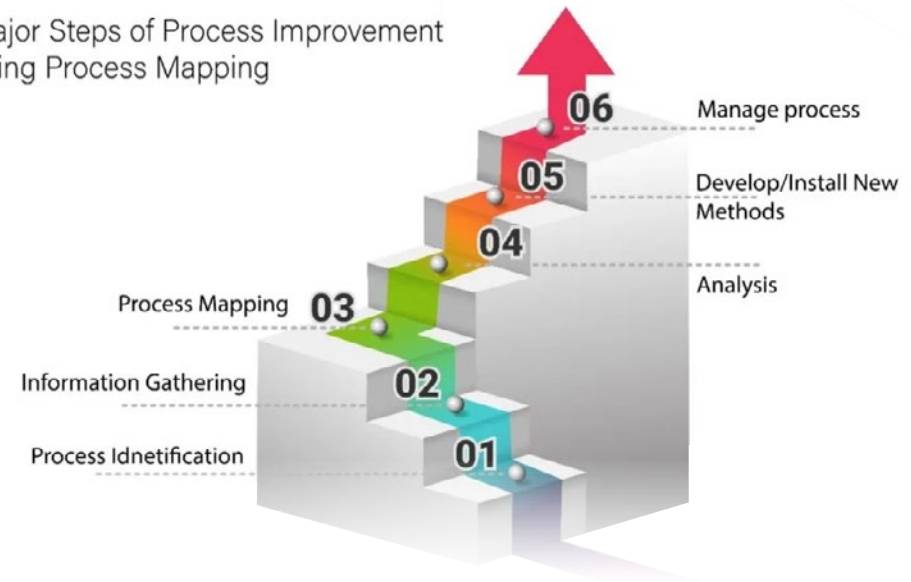 ajor Steps of Process Improvement
ing Process Mapping
06
Manage process
05
Develop/Install New
Methods
04
Analysis
Process Mapping
03
Information Gathering
02
Process Idnetification
01